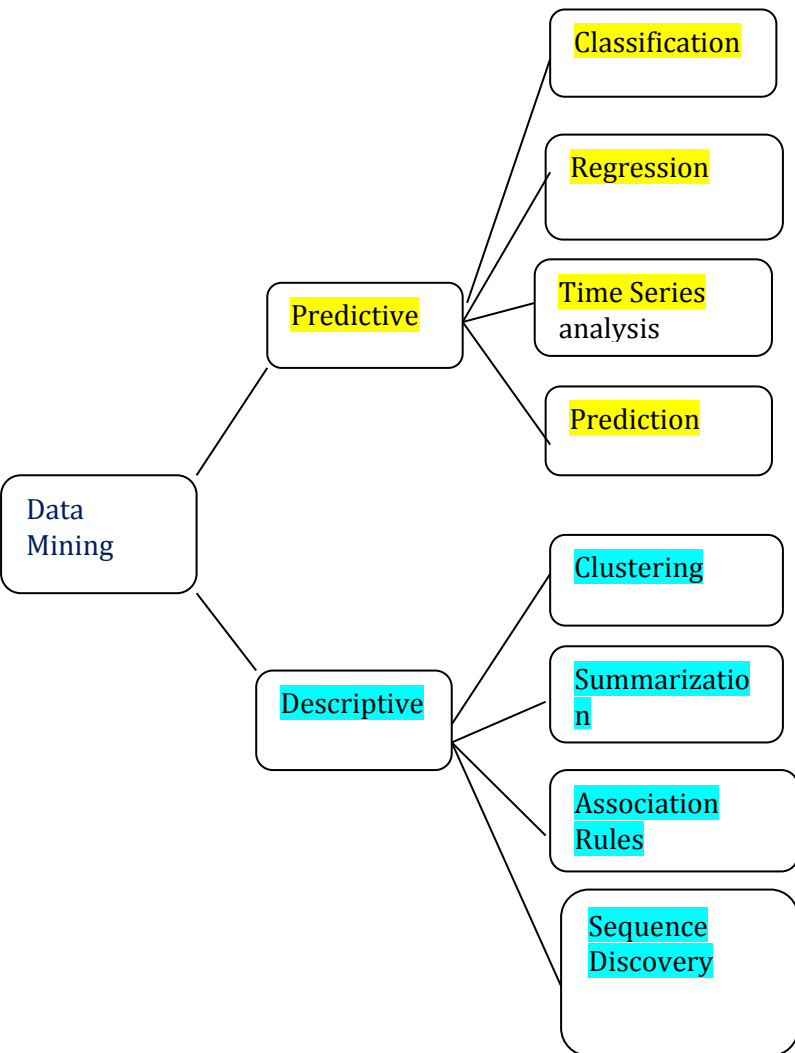 Classification
Regression
Time Series
analysis
Predictive
Prediction
Data
Mining
Clustering
Summarizatio
n
Descriptive
Association
Rules
Sequence
Discovery